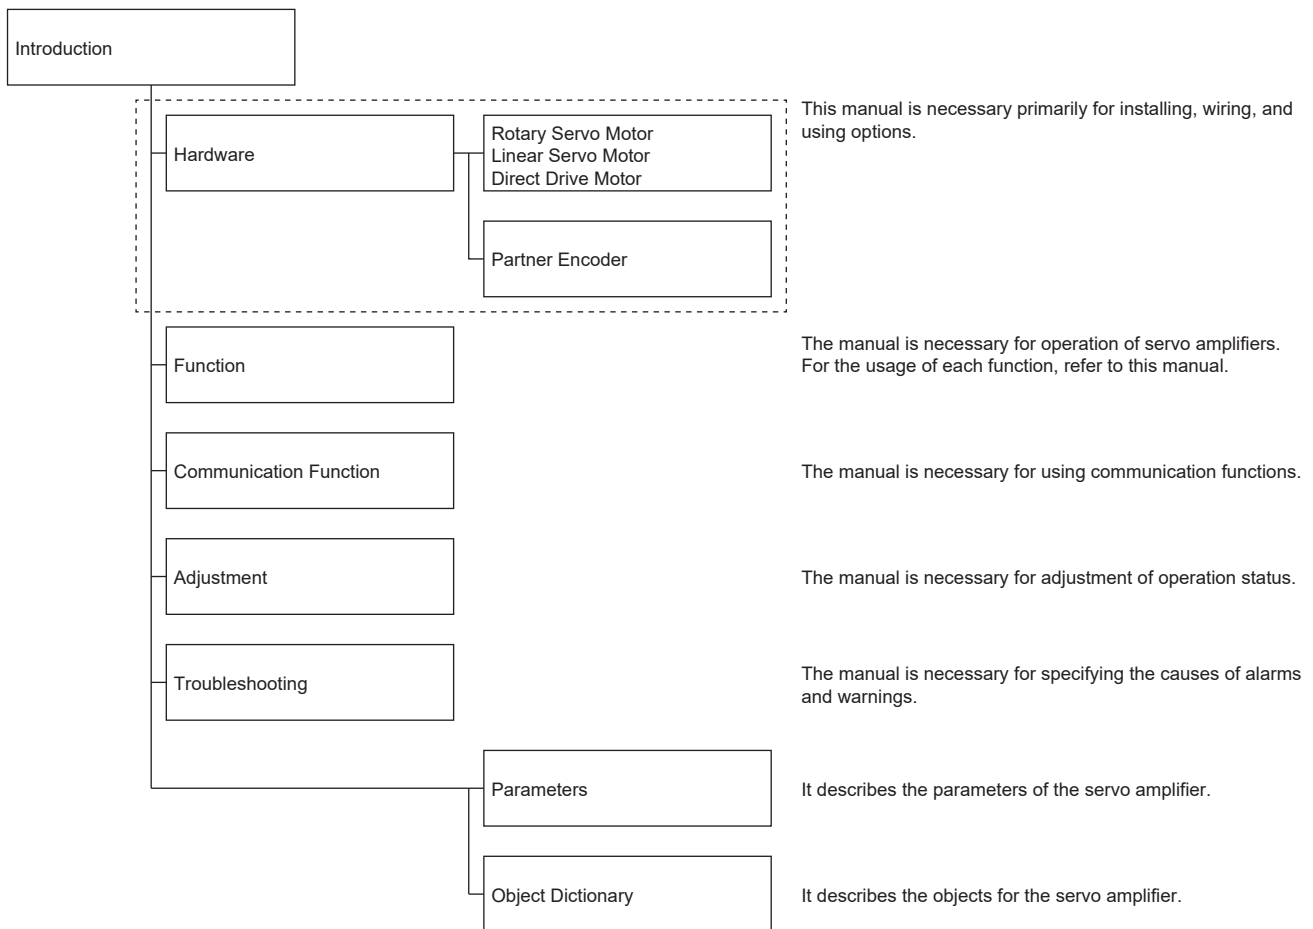 Introduction
This manual is necessary primarily for installing, wiring, and
using options.
Hardware
Rotary Servo Motor
Linear Servo Motor
Direct Drive Motor
Partner Encoder
Function
The manual is necessary for operation of servo amplifiers.
For the usage of each function, refer to this manual.
Communication Function
The manual is necessary for using communication functions.
Adjustment
The manual is necessary for adjustment of operation status.
Troubleshooting
The manual is necessary for specifying the causes of alarms
and warnings.
Parameters
It describes the parameters of the servo amplifier.
Object Dictionary
It describes the objects for the servo amplifier.